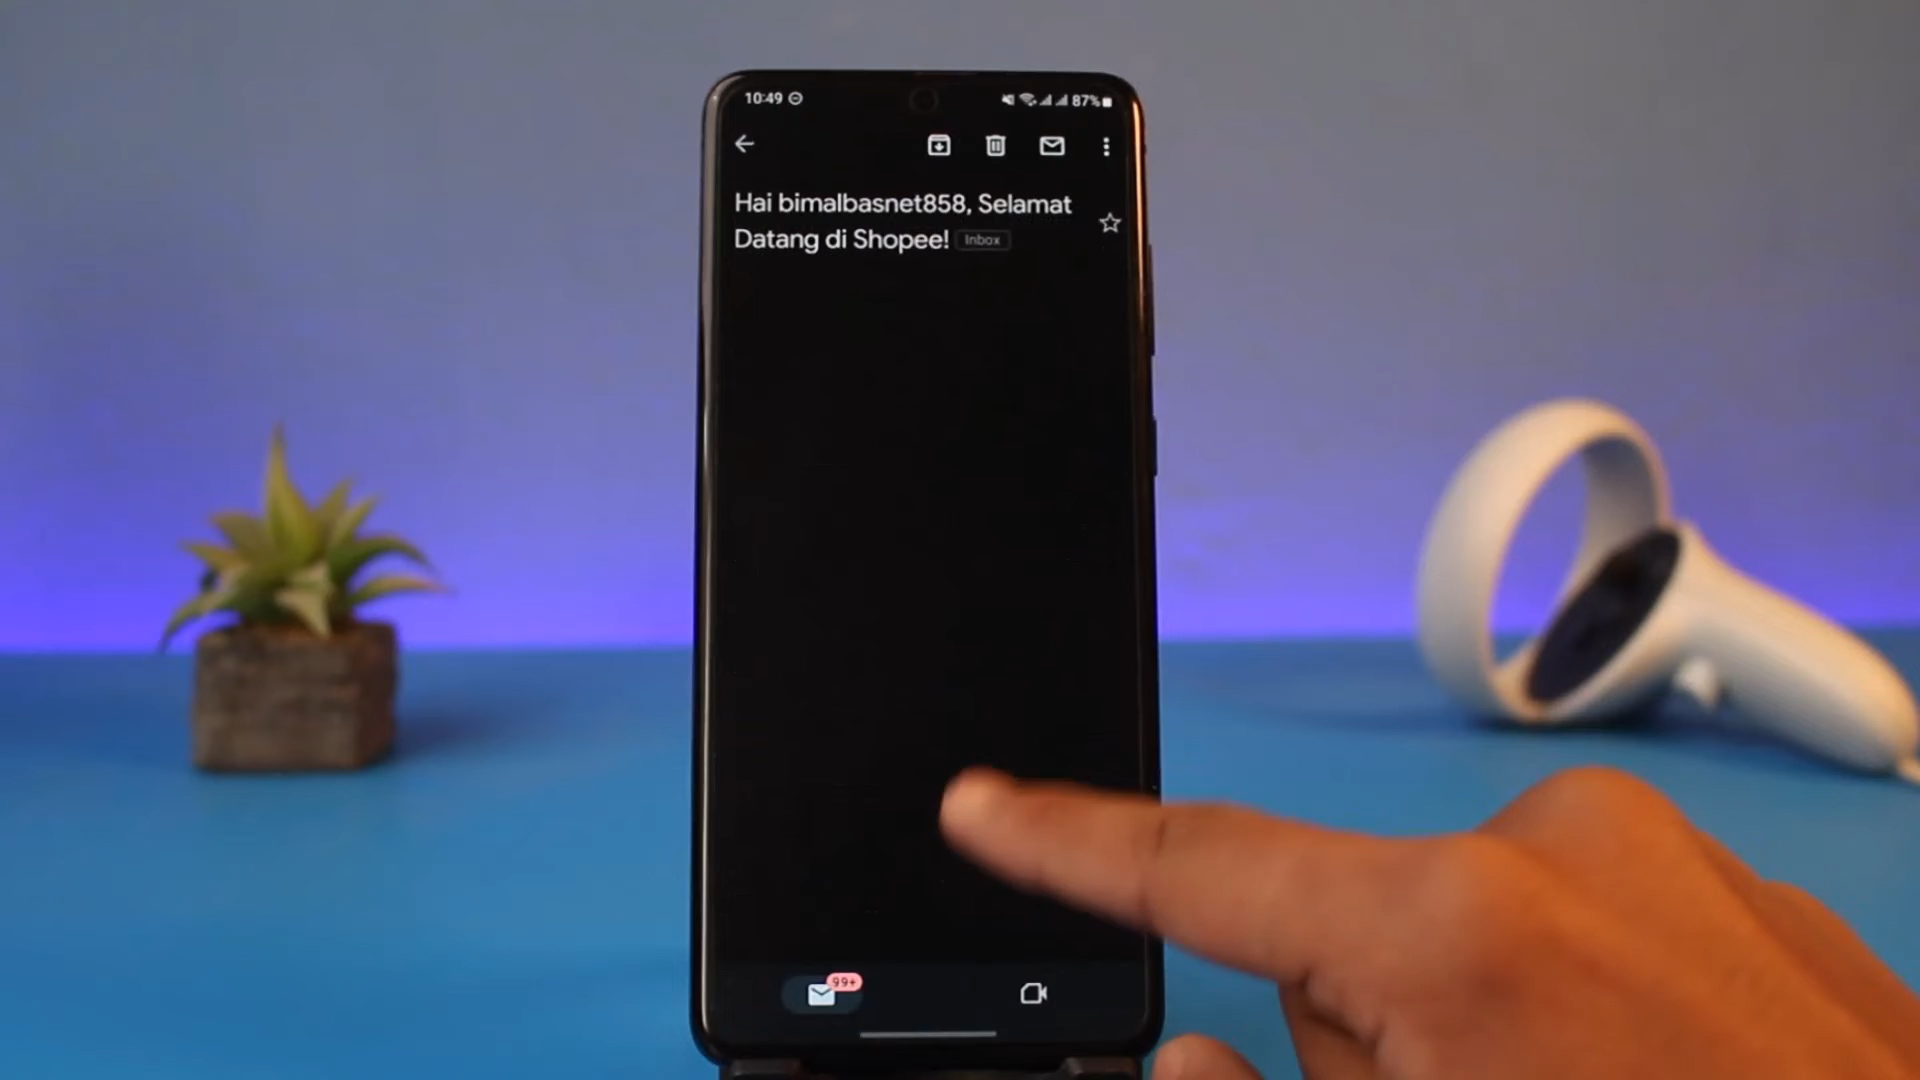 10:49
87%
Hai bimalbasnet858, Selamat
Datang di Shopee! Inbox
99+